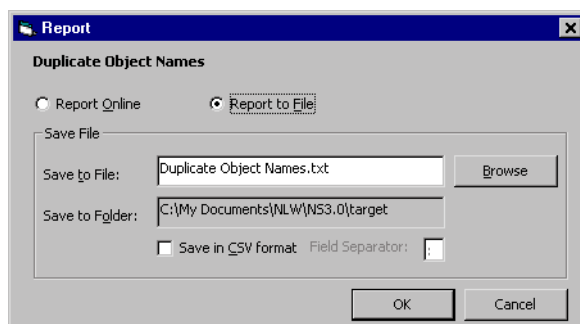 Report
Duplicate Object Names
Report Online Report to File
Save File
Save to File: Duplicate Object Names.txt Browse
Save to Folder: C:\My Documents\NLW\NS3.0\target
Save in CSV format Field Separator: ;
OK Cancel